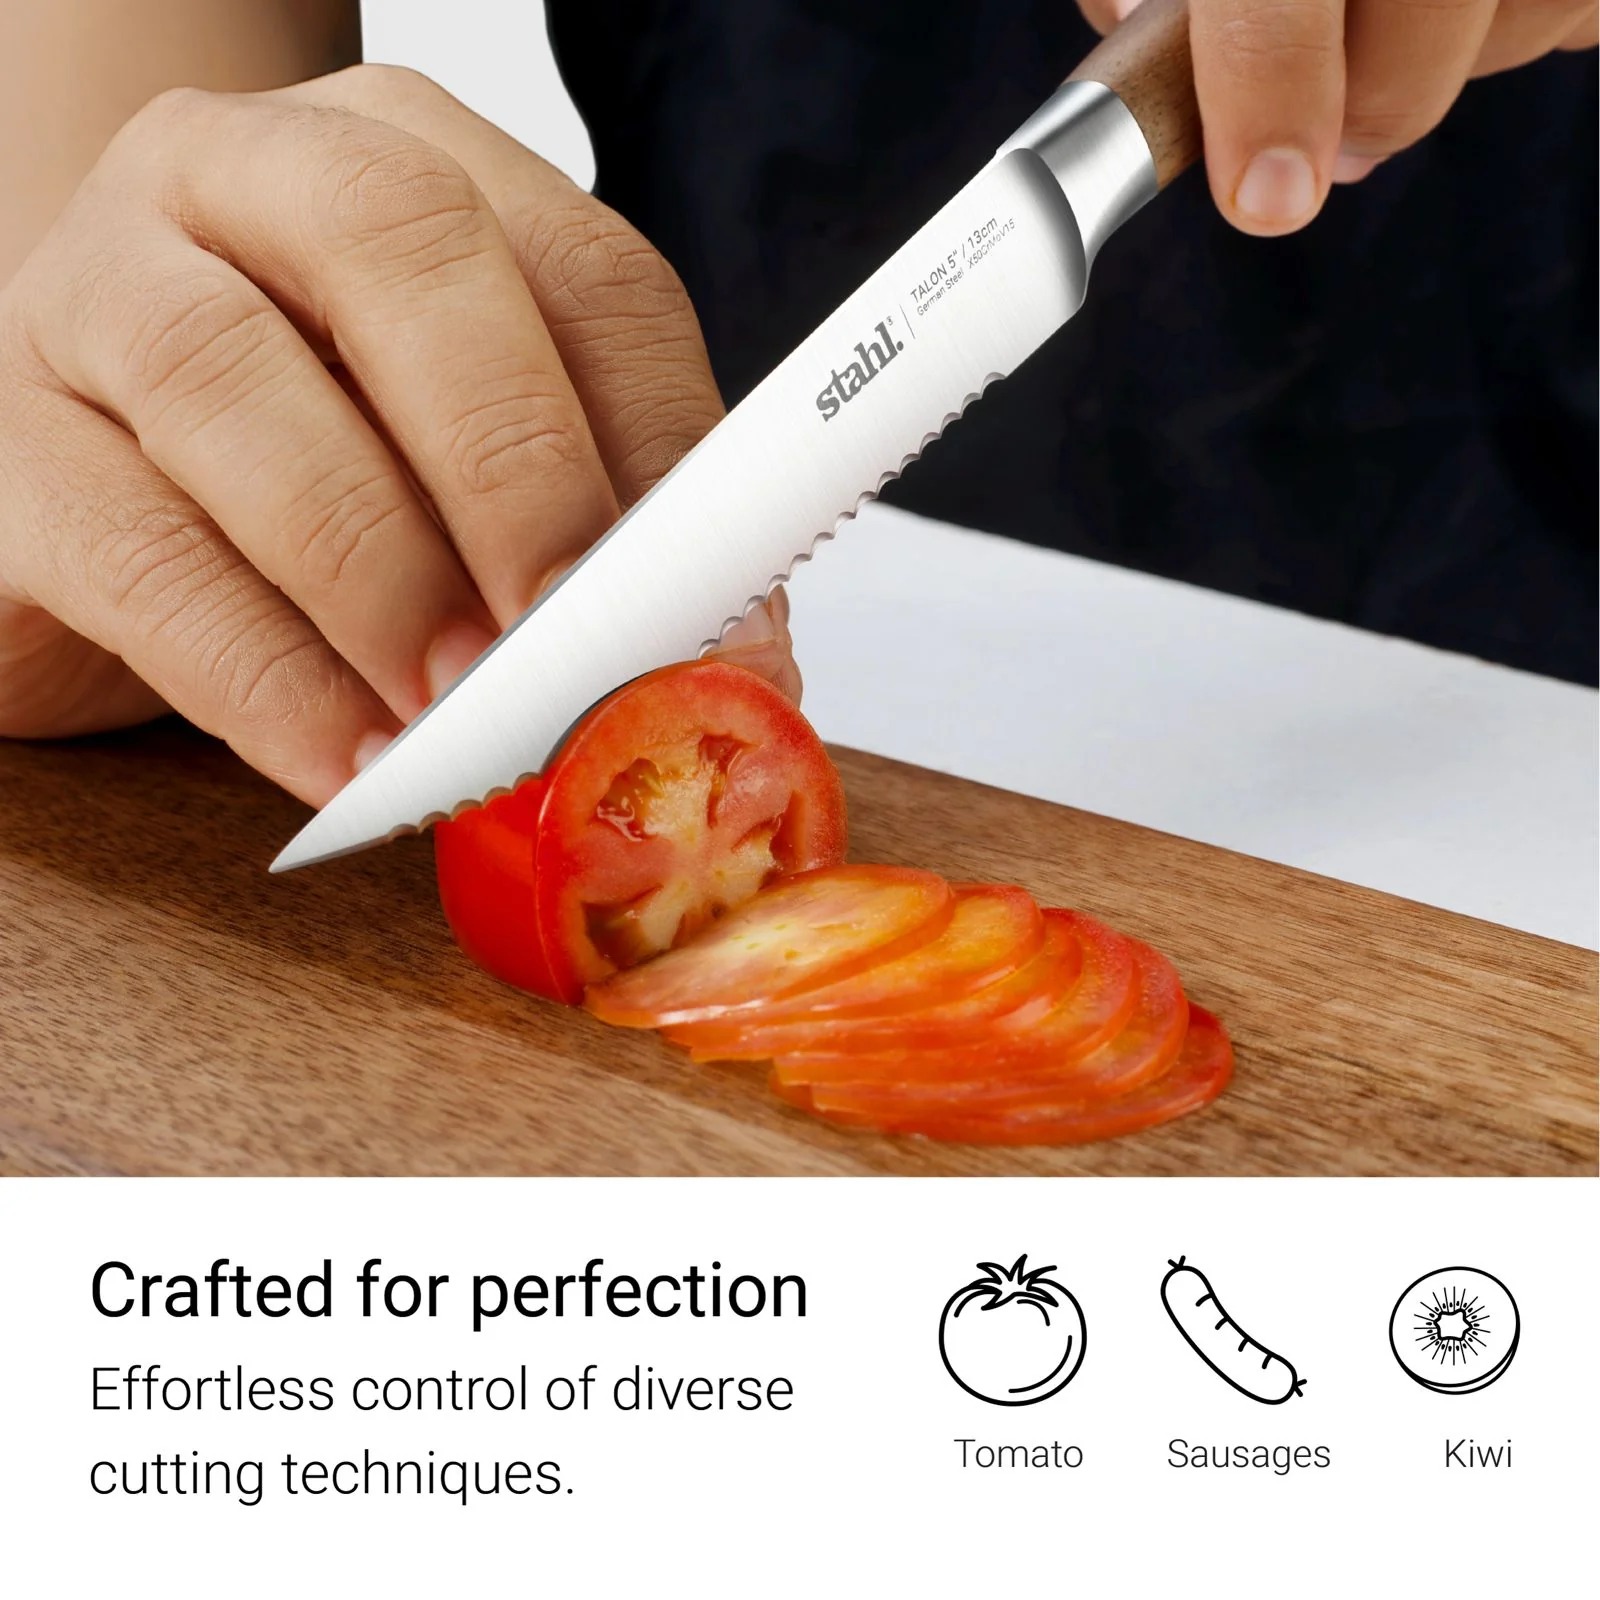 stahl.®
TALON 5" / 13cm
German Steel X50CrMoV15
Crafted for perfection
Effortless control of diverse
cutting techniques.
Tomato
Sausages
Kiwi